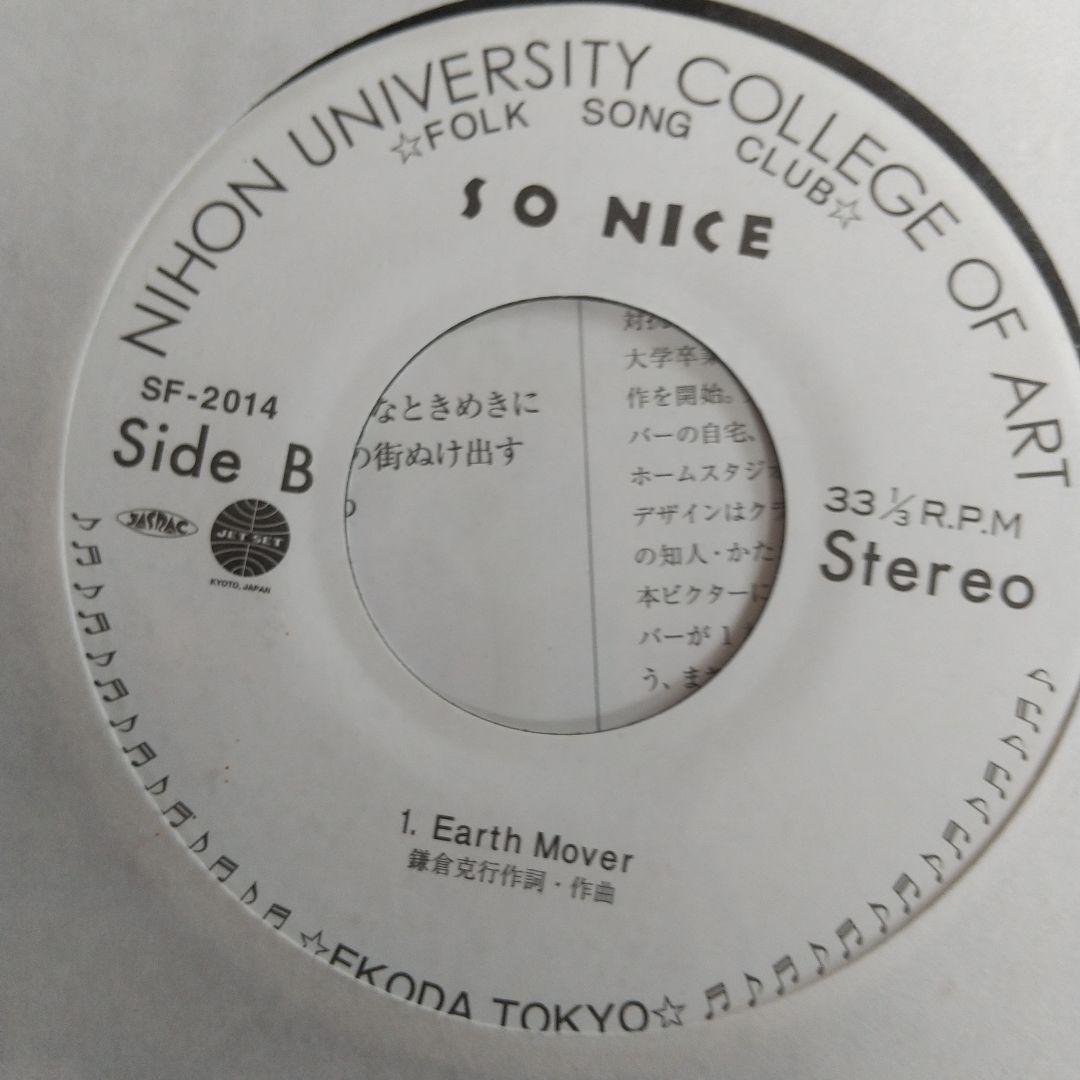 NIHON UNIVERSITY COLLEGE OF ART
☆FOLK SONG CLUB☆
SO NICE
SF-2014
Side B
JASRAC
JET SET
KYOTO, JAPAN
33 1/3 R.P.M
Stereo
なときめきに
の街ぬけ出す
大学卒業
作を開始。
バーの自宅、
ホームスタジオ
デザインはク
の知人・かた
本ビクターに
バーが1
う、ま
1. Earth Mover
鎌倉克行作詞・作曲
☆EKODA TOKYO☆